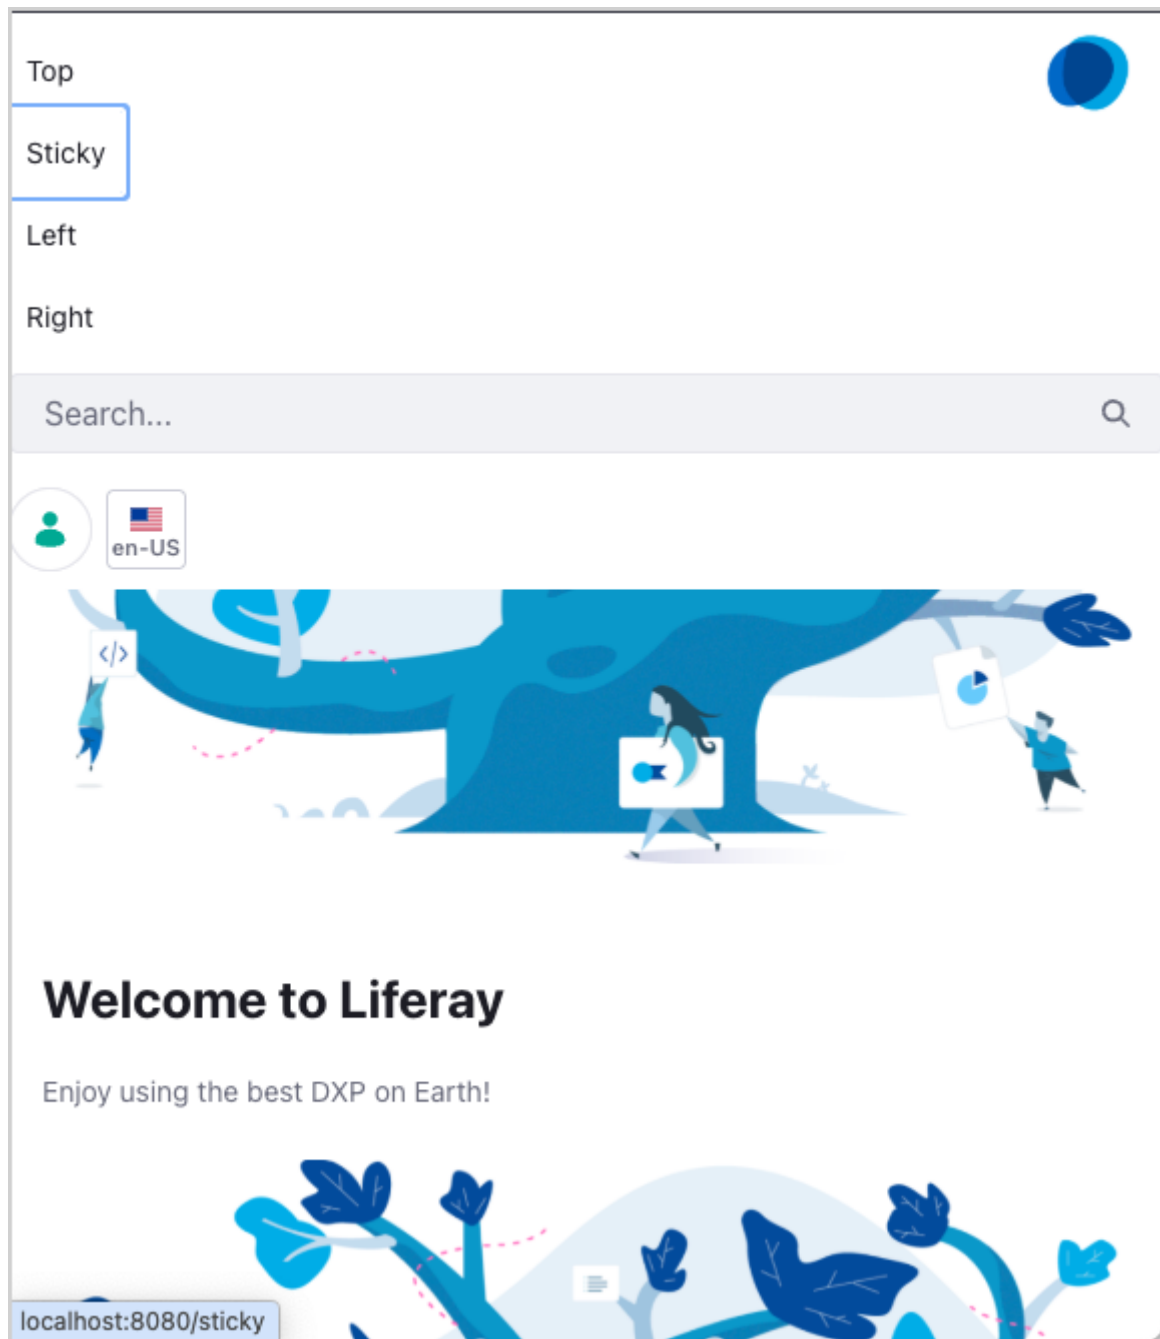 Top
Sticky
Left
Right
Search...
en-US
</>
Welcome to Liferay
Enjoy using the best DXP on Earth!
localhost:8080/sticky